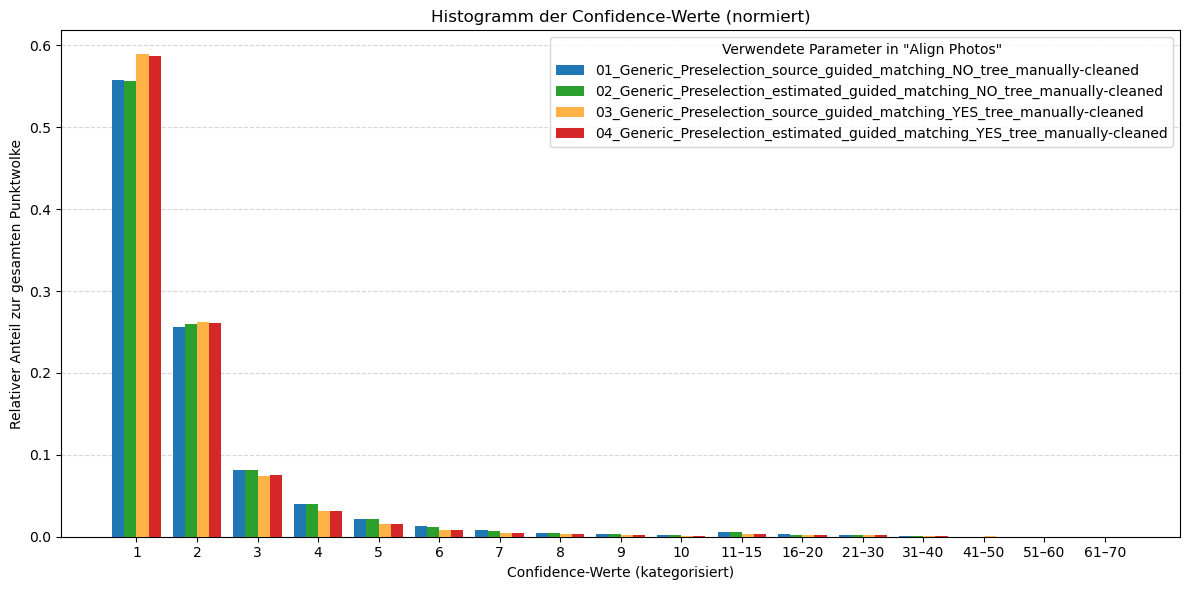 Histogramm der Confidence-Werte (normiert)
Verwendete Parameter in "Align Photos"
01_Generic_Preselection_source_guided_matching_NO_tree_manually-cleaned
02_Generic_Preselection_estimated_guided_matching_NO_tree_manually-cleaned
03_Generic_Preselection_source_guided_matching_YES_tree_manually-cleaned
04_Generic_Preselection_estimated_guided_matching_YES_tree_manually-cleaned
Relativer Anteil zur gesamten Punktwolke
0.6
0.5
0.4
0.3
0.2
0.1
0.0
1 2 3 4 5 6 7 8 9 10 11–15 16–20 21–30 31–40 41–50 51–60 61–70
Confidence-Werte (kategorisiert)